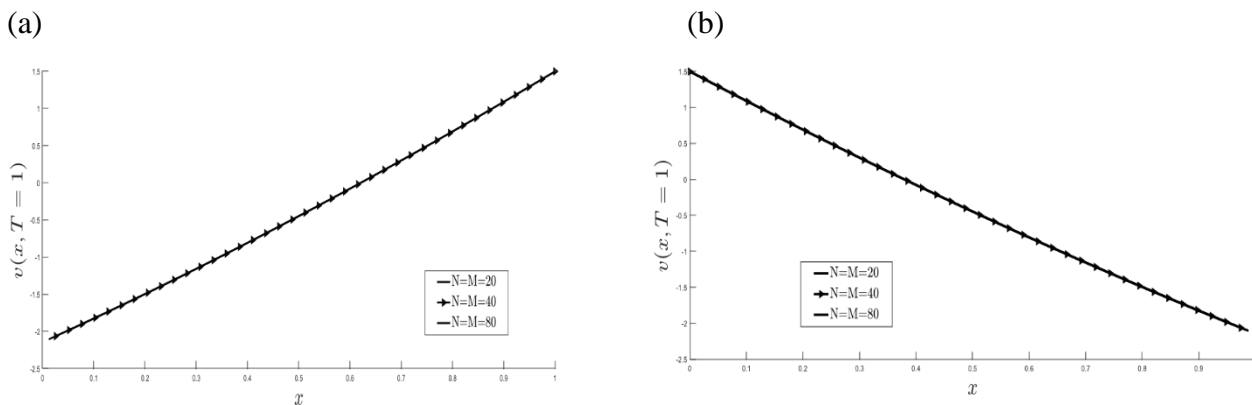 (a)
(b)
1.5
1
0.5
0
-0.5
-1
-1.5
-2
-2.5
v(x, T = 1)
N=M=20
N=M=40
N=M=80
0 0.1 0.2 0.3 0.4 0.5 0.6 0.7 0.8 0.9 1
x
1.5
1
0.5
0
-0.5
-1
-1.5
-2
-2.5
v(x, T = 1)
N=M=20
N=M=40
N=M=80
0 0.1 0.2 0.3 0.4 0.5 0.6 0.7 0.8 0.9
x